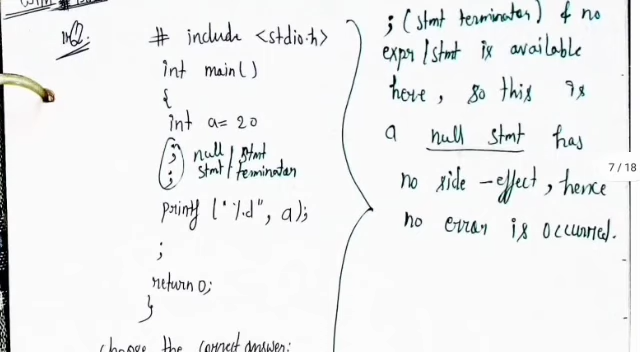 # include <stdio.h>
int main()
{
int a= 20
; null stmt/
; stmt terminator
printf ("%d", a);
;
return 0;
}
choose the correct answer:
; (stmt terminator) & no
expr/stmt is available
here, so this is
a null stmt has
no side-effect, hence
no error is occurred.
7/18